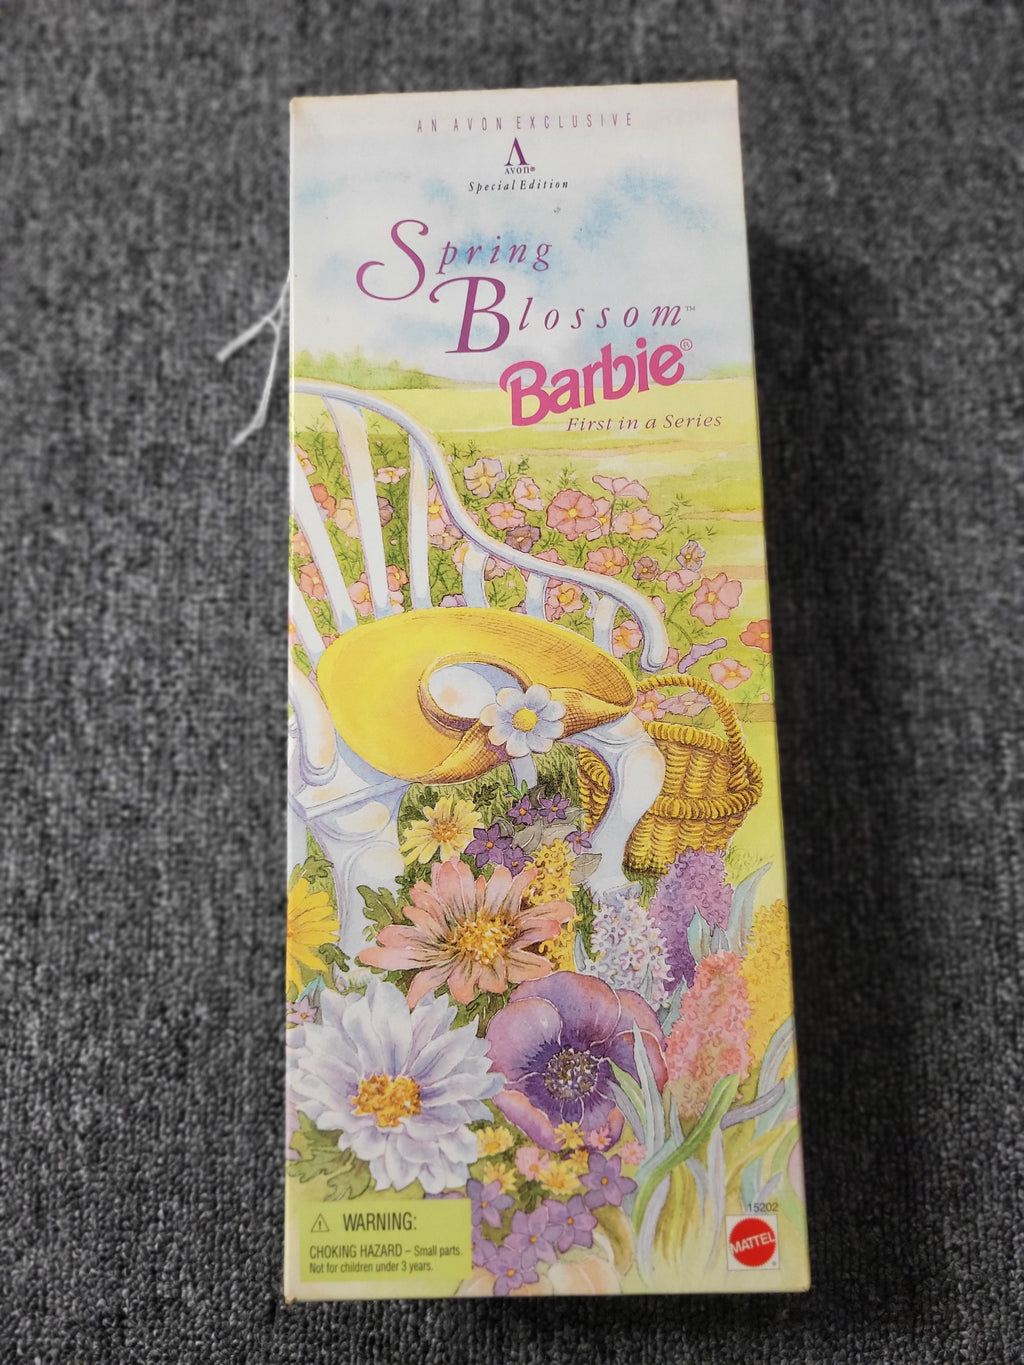 AN AVON EXCLUSIVE
AVON®
Special Edition
Spring
Blossom™
Barbie®
First in a Series
⚠ WARNING:
CHOKING HAZARD – Small parts.
Not for children under 3 years.
15202
MATTEL®